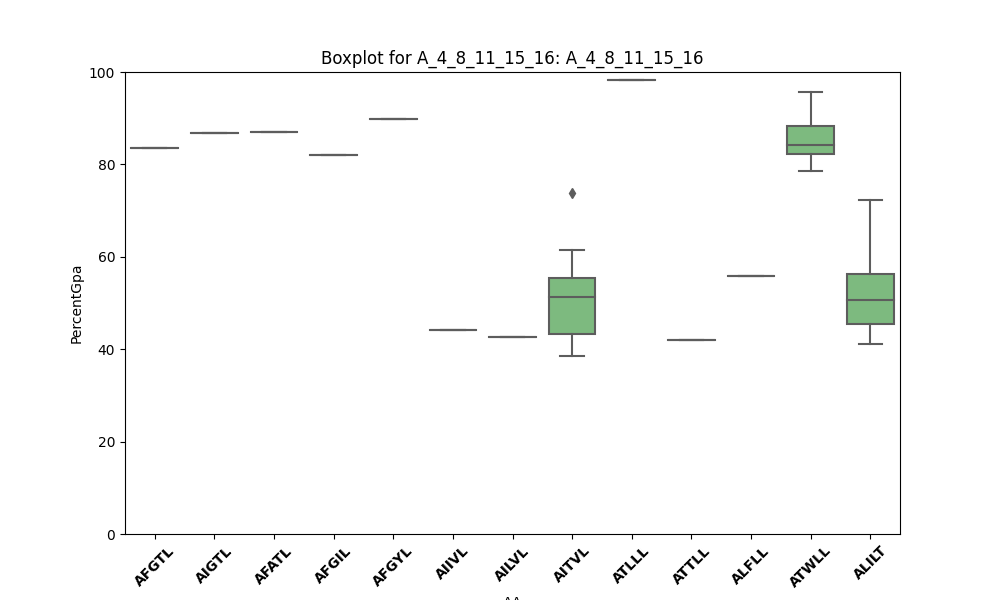 Boxplot for A_4_8_11_15_16: A_4_8_11_15_16
100
80
60
40
20
0
PercentGpa
AFGTL
AIGTL
AFATL
AFGIL
AFGYL
AIIVL
AILVL
AITVL
ATLLL
ATTLL
ALFLL
ATWLL
ALILT